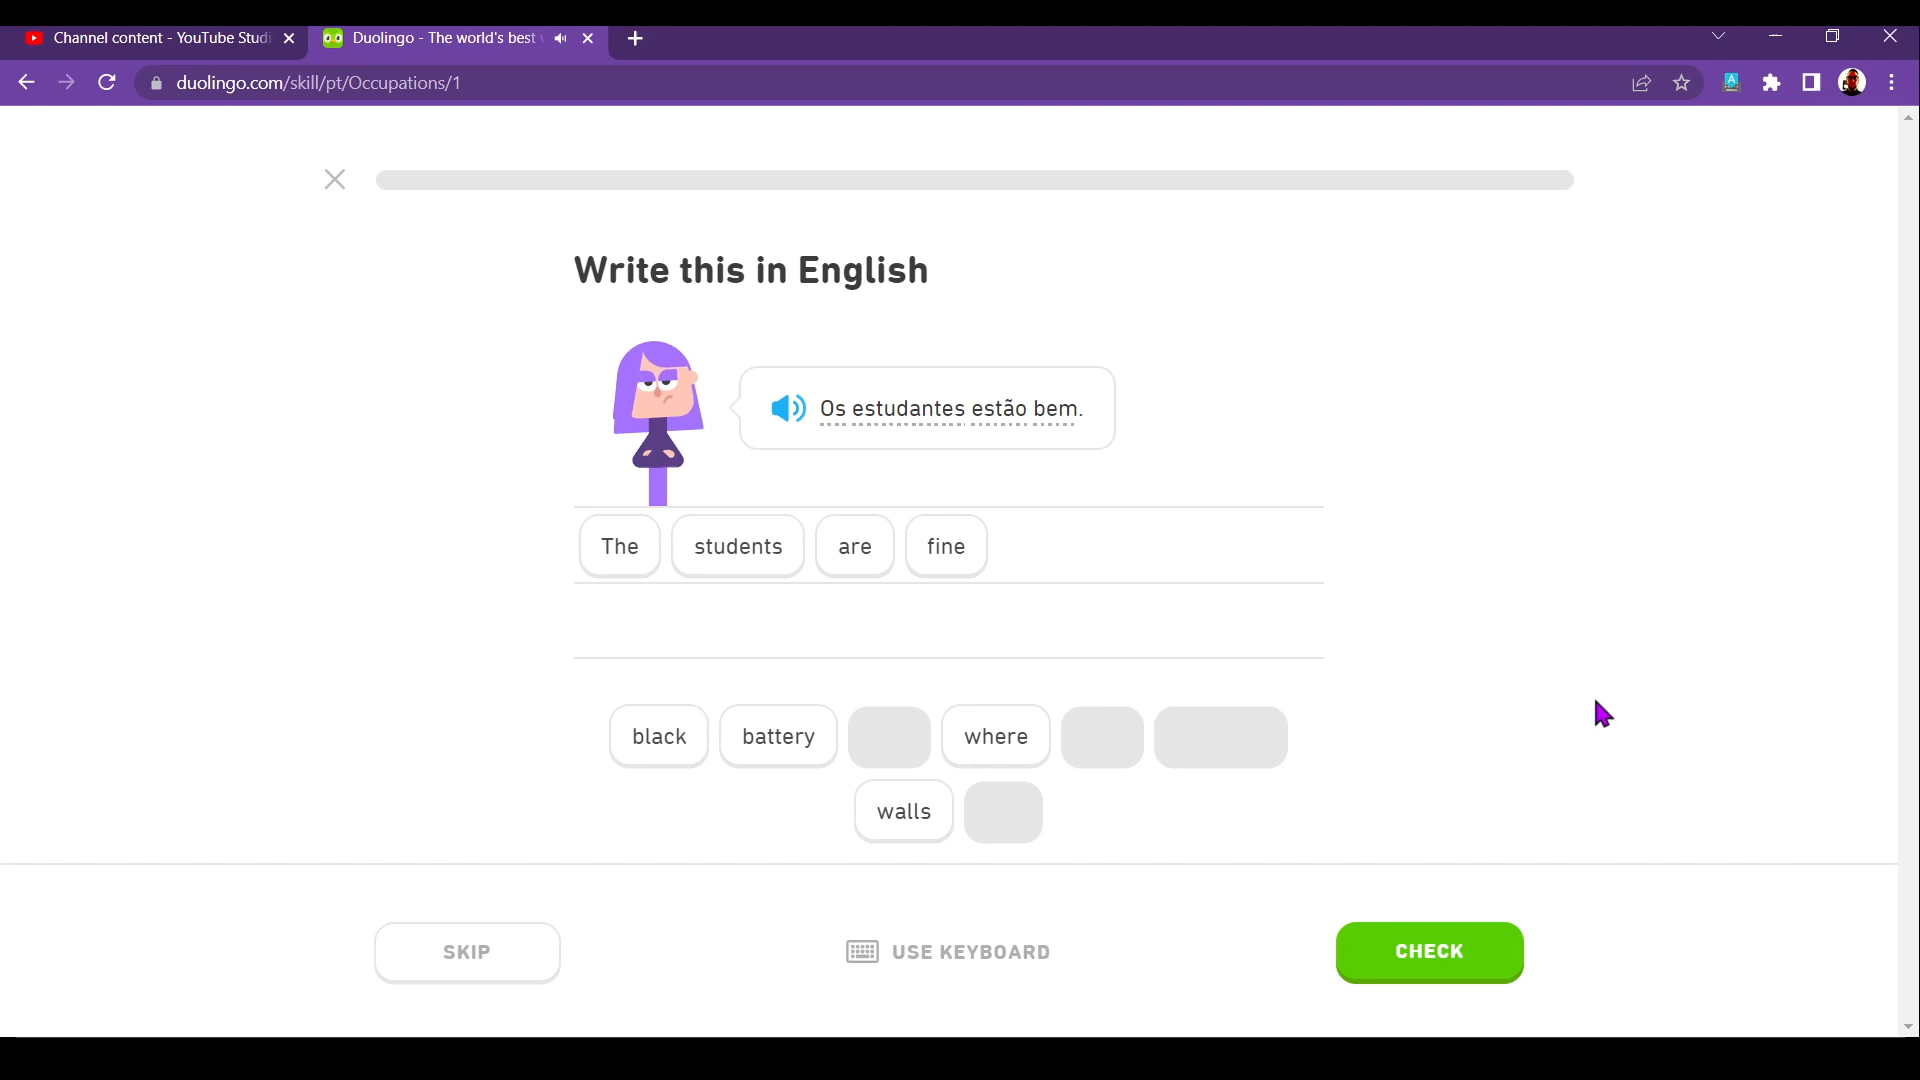 Channel content - YouTube Studi
Duolingo - The world's best
duolingo.com/skill/pt/Occupations/1
Write this in English
Os estudantes estão bem.
The students are fine
black battery where
walls
SKIP
USE KEYBOARD
CHECK